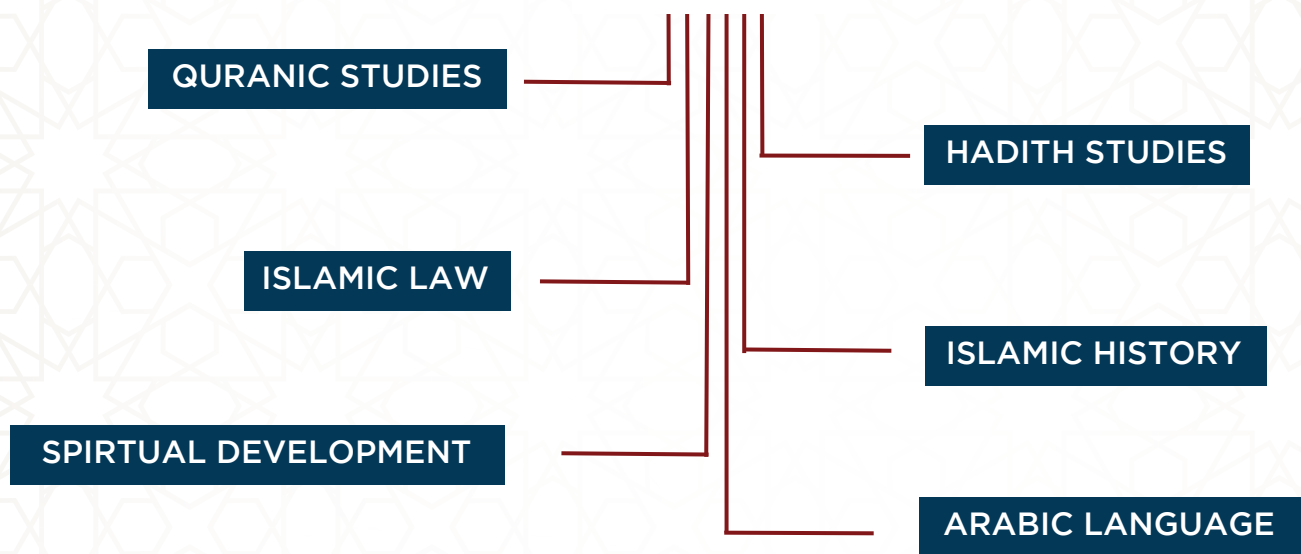 QURANIC STUDIES
HADITH STUDIES
ISLAMIC LAW
ISLAMIC HISTORY
SPIRTUAL DEVELOPMENT
ARABIC LANGUAGE